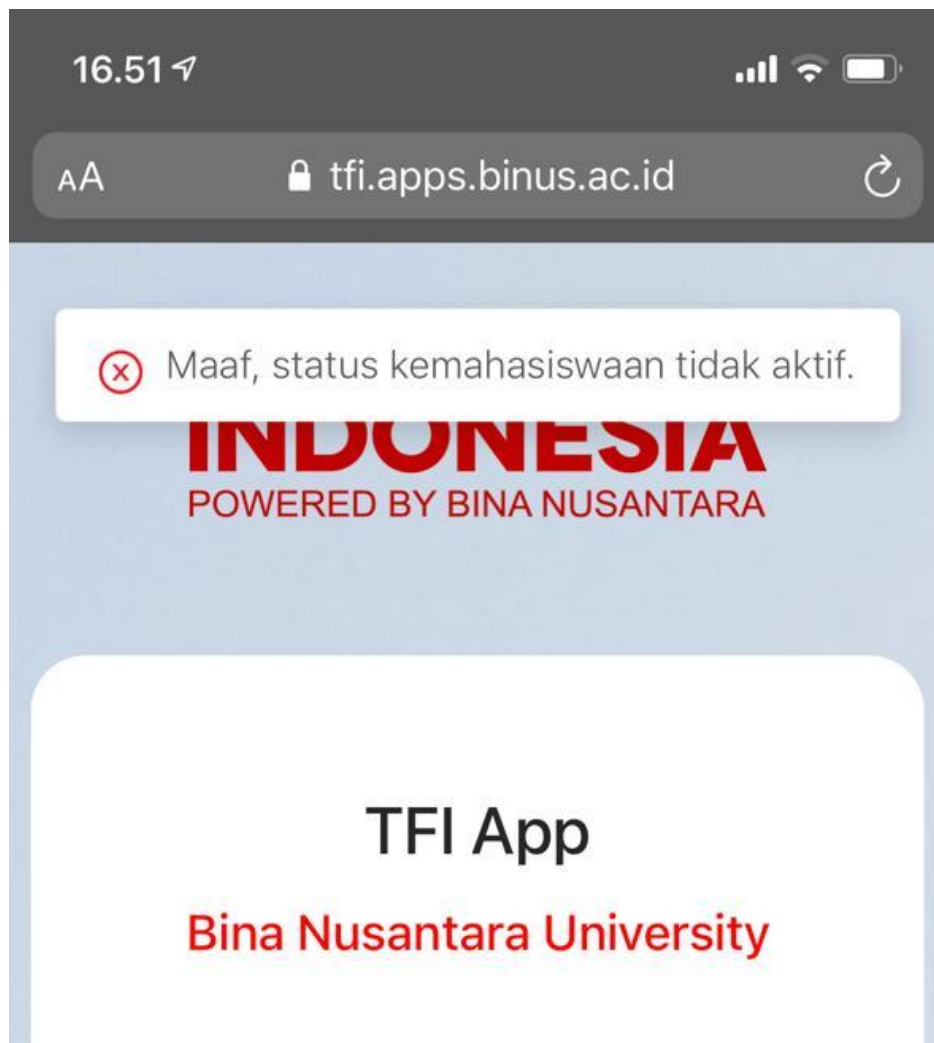 16.51
AA
tfi.apps.binus.ac.id
Maaf, status kemahasiswaan tidak aktif.
INDONESIA
POWERED BY BINA NUSANTARA
TFI App
Bina Nusantara University